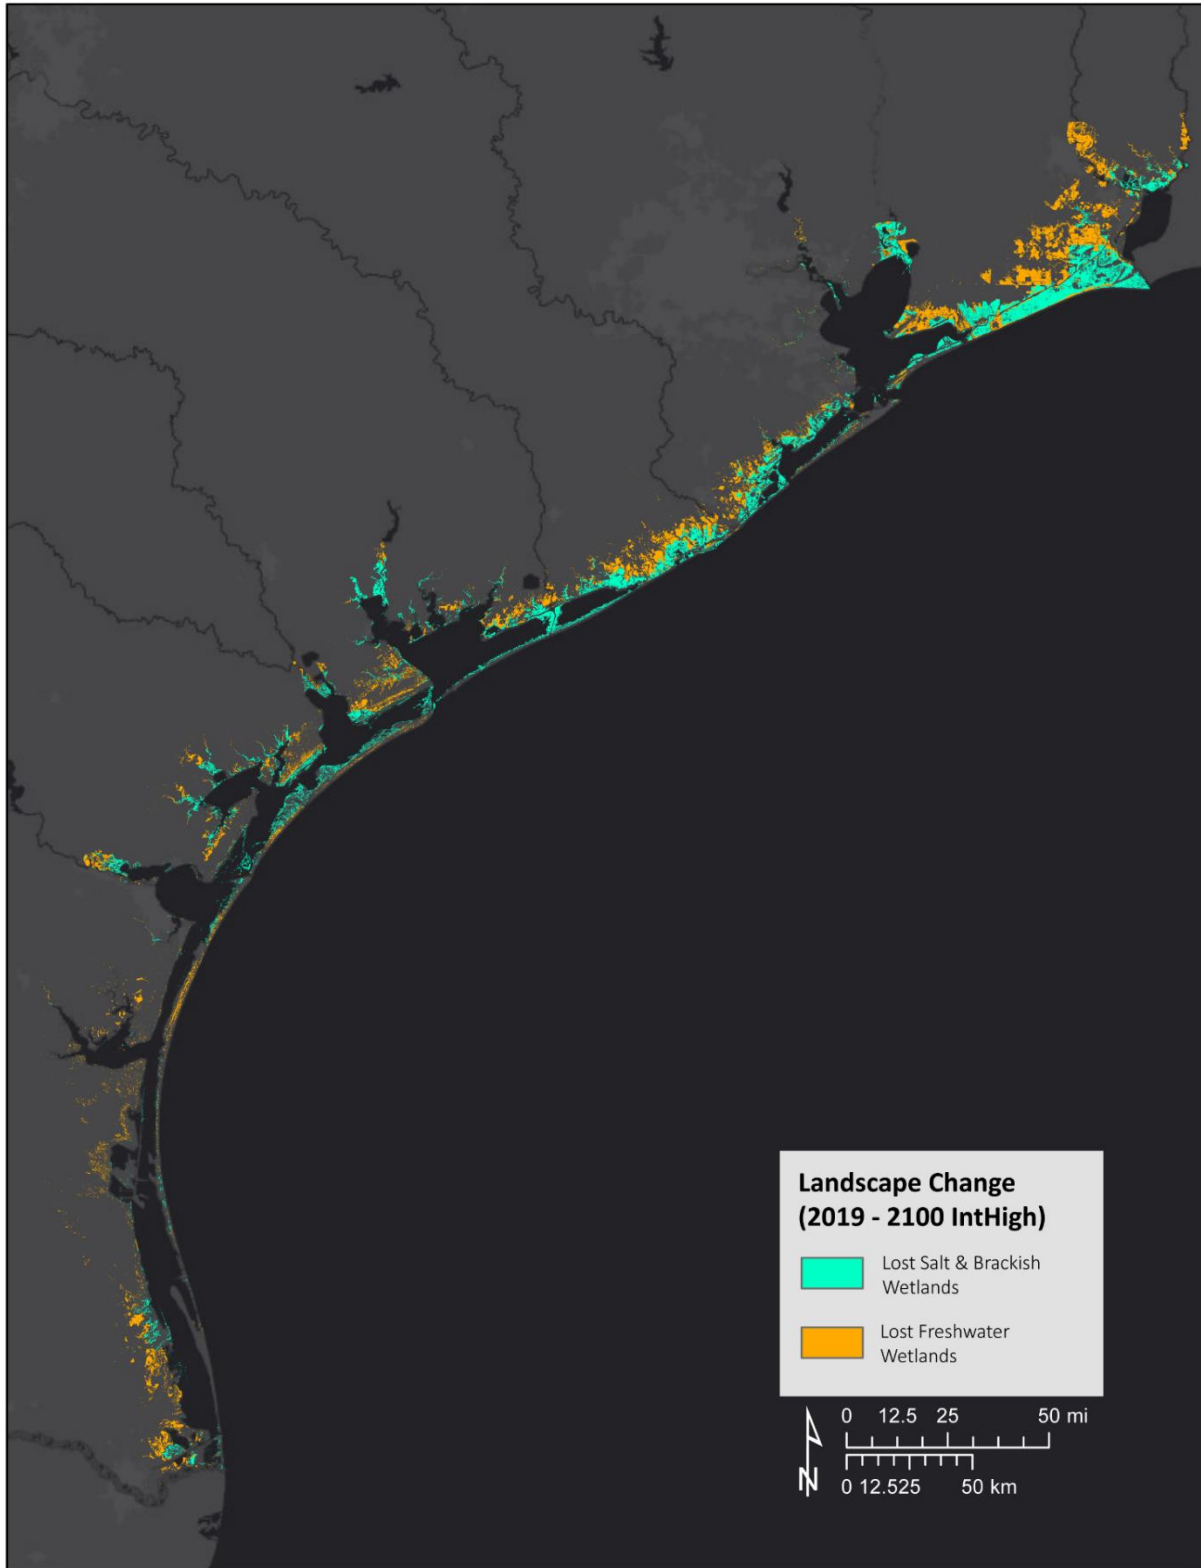 Landscape Change
(2019 - 2100 IntHigh)
Lost Salt & Brackish
Wetlands
Lost Freshwater
Wetlands
0 12.5 25 50 mi
N
0 12.525 50 km